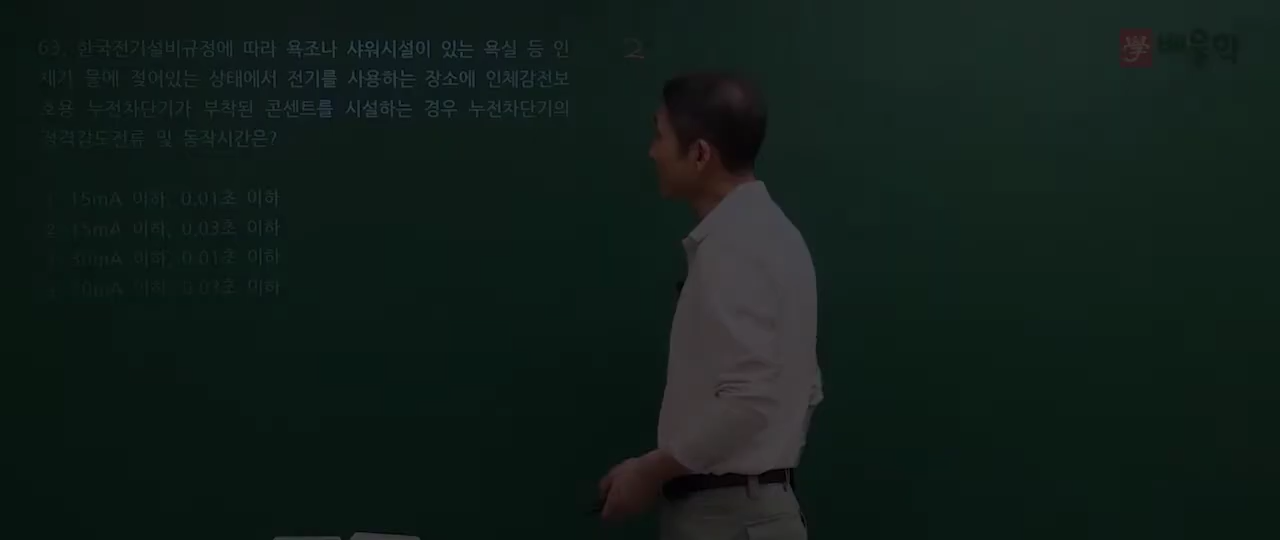 63. 한국전기설비규정에 따라 욕조나 샤워시설이 있는 욕실 등 인
체가 물에 젖어있는 상태에서 전기를 사용하는 장소에 인체감전보
호용 누전차단기가 부착된 콘센트를 시설하는 경우 누전차단기의
정격감도전류 및 동작시간은?
1. 15mA 이하, 0.01초 이하
2. 15mA 이하, 0.03초 이하
3. 30mA 이하, 0.01초 이하
4. 30mA 이하, 0.03초 이하
2
學 배울학